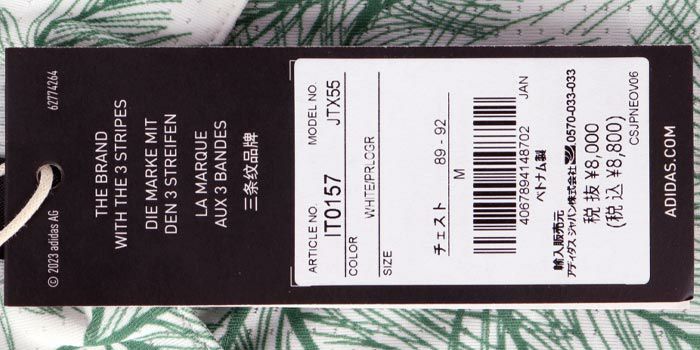 62774264
THE BRAND
WITH THE 3 STRIPES
DIE MARKE MIT
DEN 3 STREIFEN
LA MARQUE
AUX 3 BANDES
三条纹品牌
© 2023 adidas AG
ARTICLE NO.
IT0157
MODEL NO.
JTX55
COLOR
WHITE/PRLOGR
SIZE
チェスト 89 - 92
M
JAN
4067894148702
ベトナム製
輸入販売元
アディダス ジャパン株式会社 0570-033-033
税 抜 ¥8,000
(税 込 ¥8,800)
CSJPNEOV06
ADIDAS.COM